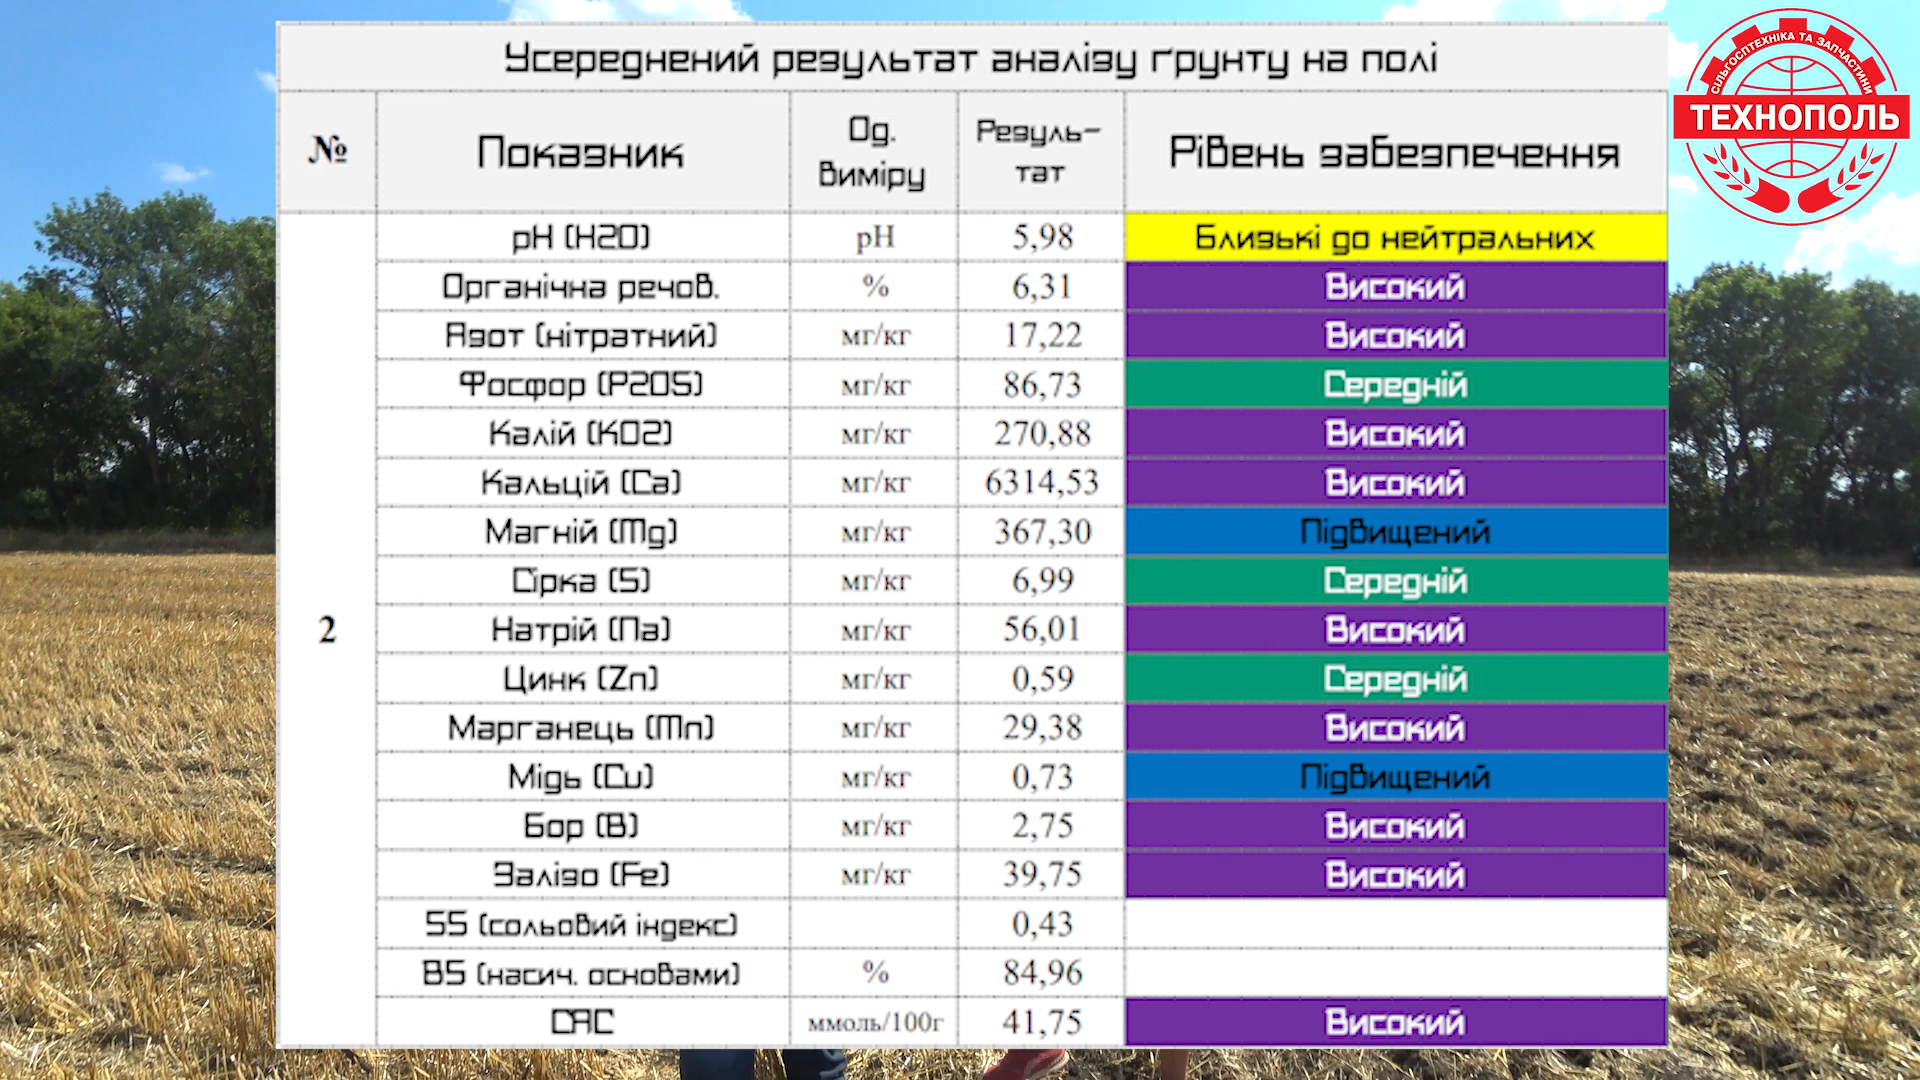 Усереднений результат аналізу ґрунту на полі
№ Показник Од. Виміру Резуль-тат Рівень забезпечення
2
pH (H2O) pH 5,98 Близькі до нейтральних
Органічна речов. % 6,31 Високий
Азот (нітратний) мг/кг 17,22 Високий
Фосфор (P2O5) мг/кг 86,73 Середній
Калій (KO2) мг/кг 270,88 Високий
Кальцій (Ca) мг/кг 6314,53 Високий
Магній (Mg) мг/кг 367,30 Підвищений
Сірка (S) мг/кг 6,99 Середній
Натрій (Na) мг/кг 56,01 Високий
Цинк (Zn) мг/кг 0,59 Середній
Марганець (Mn) мг/кг 29,38 Високий
Мідь (Cu) мг/кг 0,73 Підвищений
Бор (B) мг/кг 2,75 Високий
Залізо (Fe) мг/кг 39,75 Високий
SS (сольовий індекс) 0,43
BS (насич. основами) % 84,96
CЯC ммоль/100г 41,75 Високий
СІЛЬГОСПТЕХНІКА ТА ЗАПЧАСТИНИ
ТЕХНОПОЛЬ